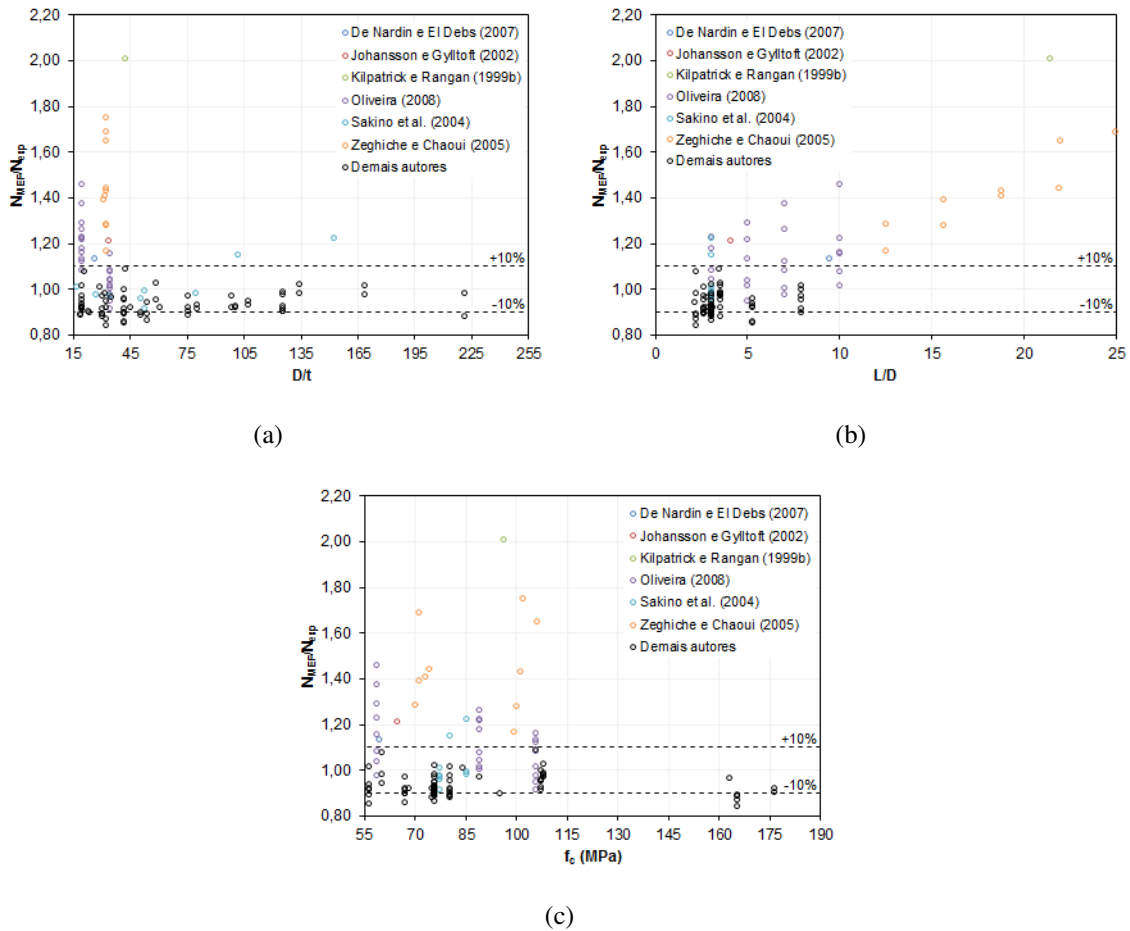 2,20
2,00
1,80
1,60
1,40
1,20
1,00
0,80
N_MEF/N_exp
De Nardin e El Debs (2007)
Johansson e Gylltoft (2002)
Kilpatrick e Rangan (1999b)
Oliveira (2008)
Sakino et al. (2004)
Zeghiche e Chaoui (2005)
Demais autores
+10%
-10%
15 45 75 105 135 165 195 225 255
D/t
(a)
2,20
2,00
1,80
1,60
1,40
1,20
1,00
0,80
N_MEF/N_exp
De Nardin e El Debs (2007)
Johansson e Gylltoft (2002)
Kilpatrick e Rangan (1999b)
Oliveira (2008)
Sakino et al. (2004)
Zeghiche e Chaoui (2005)
Demais autores
+10%
-10%
0 5 10 15 20 25
L/D
(b)
2,20
2,00
1,80
1,60
1,40
1,20
1,00
0,80
N_MEF/N_exp
De Nardin e El Debs (2007)
Johansson e Gylltoft (2002)
Kilpatrick e Rangan (1999b)
Oliveira (2008)
Sakino et al. (2004)
Zeghiche e Chaoui (2005)
Demais autores
+10%
-10%
55 70 85 100 115 130 145 160 175 190
f_c (MPa)
(c)